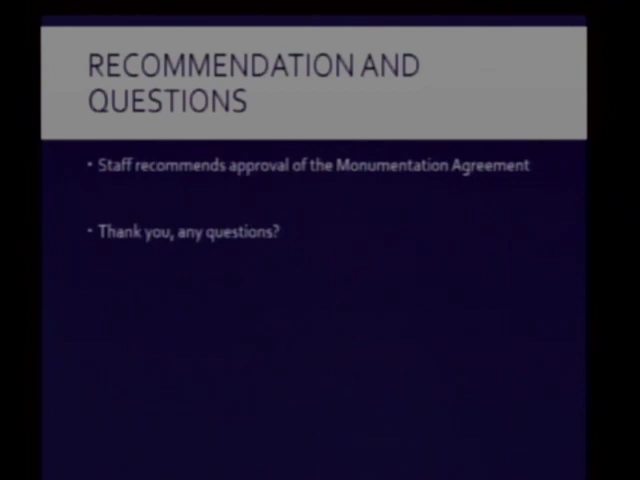 RECOMMENDATION AND
QUESTIONS
• Staff recommends approval of the Monumentation Agreement
• Thank you, any questions?